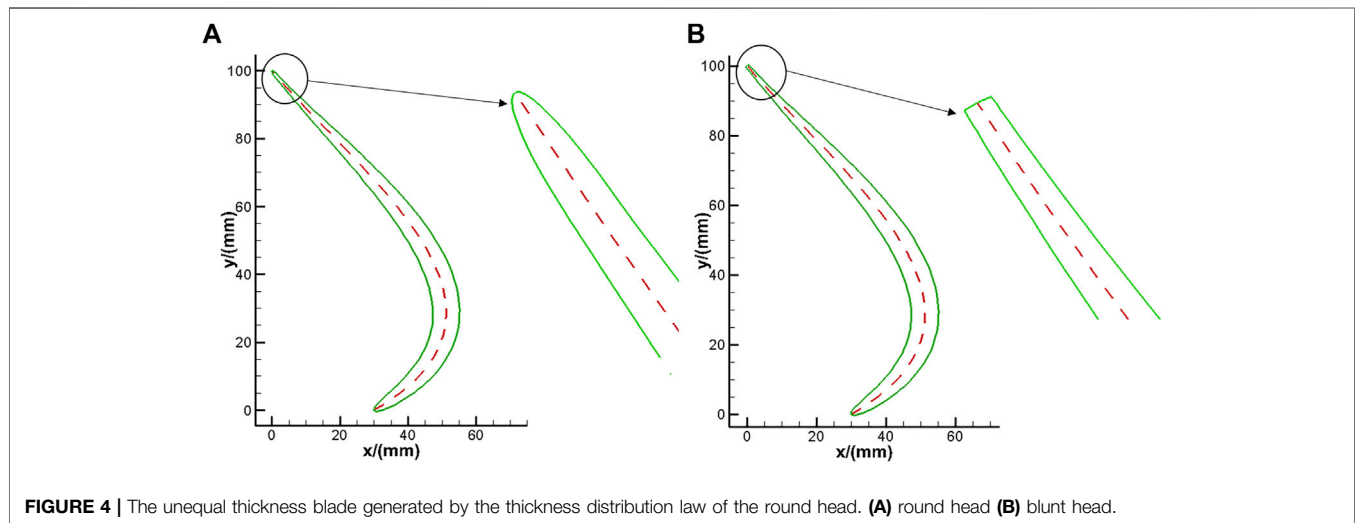 A
100
80
60
40
20
0
y/(mm)
0 20 40 60
x/(mm)
B
100
80
60
40
20
0
y/(mm)
0 20 40 60
x/(mm)
FIGURE 4 | The unequal thickness blade generated by the thickness distribution law of the round head. (A) round head (B) blunt head.